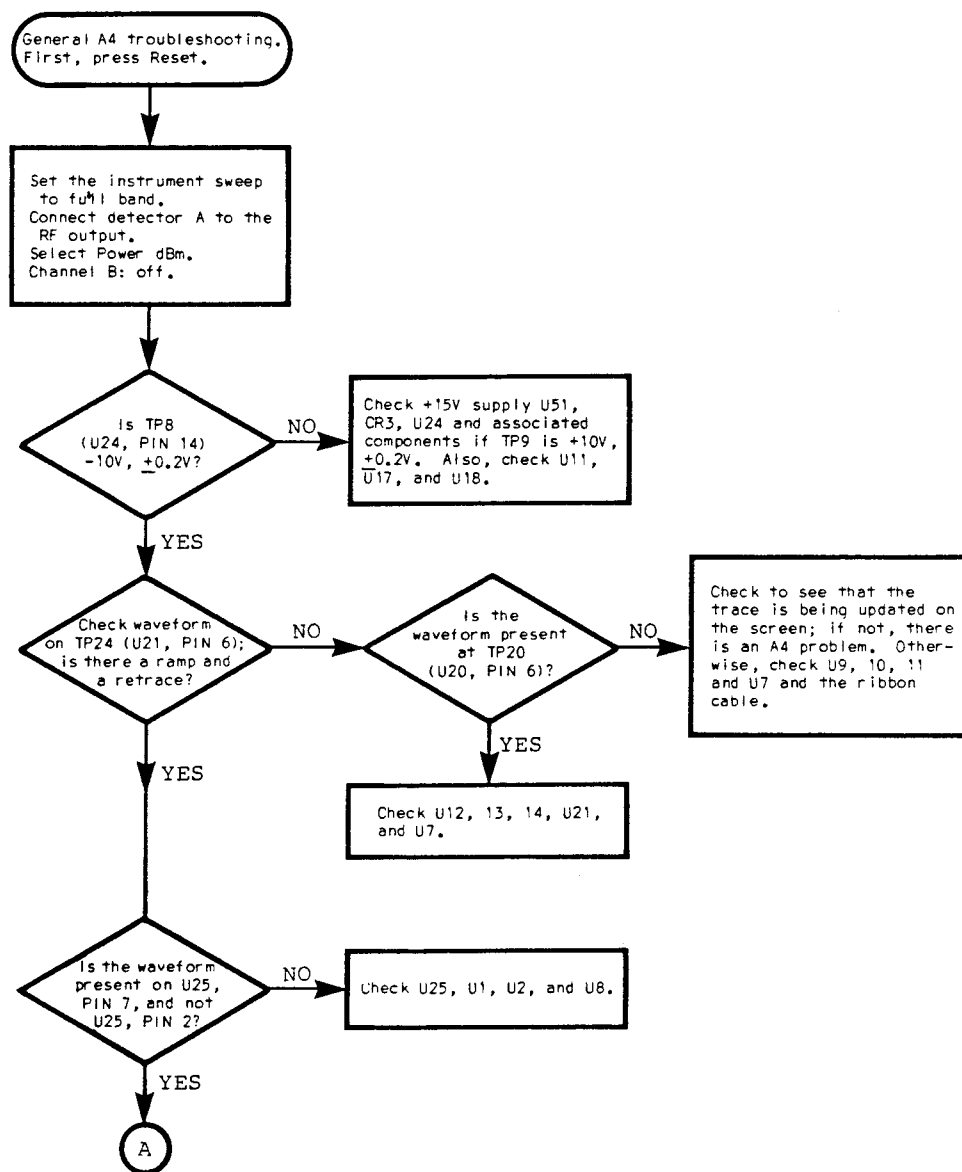 General A4 troubleshooting.
First, press Reset.
Set the instrument sweep
to full band.
Connect detector A to the
RF output.
Select Power dBm.
Channel B: off.
Is TP8
(U24, PIN 14)
-10V, ±0.2V?
NO
Check +15V supply U51,
CR3, U24 and associated
components if TP9 is +10V,
±0.2V. Also, check U11,
U17, and U18.
YES
Check waveform
on TP24 (U21, PIN 6);
is there a ramp and
a retrace?
NO
Is the
waveform present
at TP20
(U20, PIN 6)?
NO
Check to see that the
trace is being updated on
the screen; if not, there
is an A4 problem. Other-
wise, check U9, 10, 11
and U7 and the ribbon
cable.
YES
Check U12, 13, 14, U21,
and U7.
YES
Is the waveform
present on U25,
PIN 7, and not
U25, PIN 2?
NO
Check U25, U1, U2, and U8.
YES
A